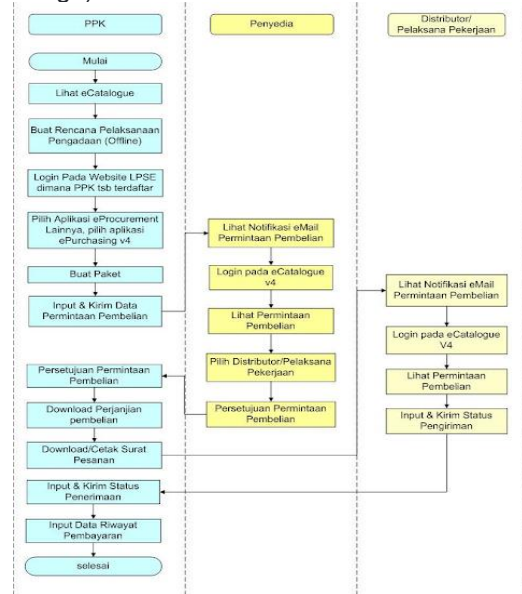 PPK
Penyedia
Distributor/
Pelaksana Pekerjaan
Mulai
Lihat eCatalogue
Buat Rencana Pelaksanaan
Pengadaan (Offline)
Login Pada Website LPSE
dimana PPK tsb terdaftar
Pilih Aplikasi eProcurement
Lainnya, pilih aplikasi
ePurchasing v4
Buat Paket
Input & Kirim Data
Permintaan Pembelian
Persetujuan Permintaan
Pembelian
Download Perjanjian
pembelian
Download/Cetak Surat
Pesanan
Input & Kirim Status
Penerimaan
Input Data Riwayat
Pembayaran
selesai
Lihat Notifikasi eMail
Permintaan Pembelian
Login pada eCatalogue
v4
Lihat Permintaan
Pembelian
Pilih Distributor/Pelaksana
Pekerjaan
Persetujuan Permintaan
Pembelian
Lihat Notifikasi eMail
Permintaan Pembelian
Login pada eCatalogue
V4
Lihat Permintaan
Pembelian
Input & Kirim Status
Pengiriman